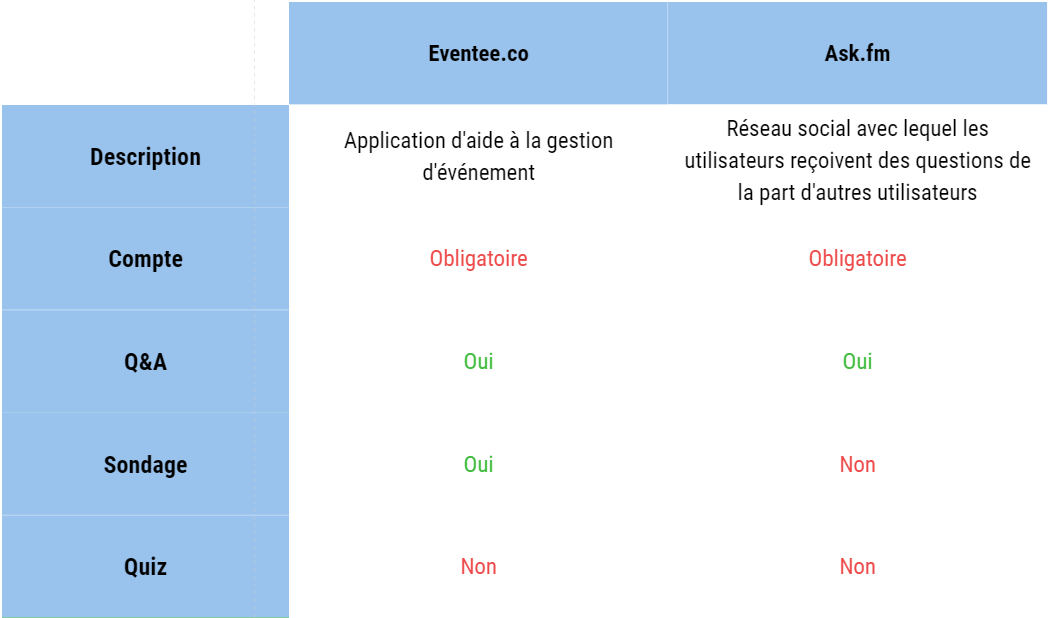 Eventee.co
Ask.fm
Description
Application d'aide à la gestion
d'événement
Réseau social avec lequel les
utilisateurs reçoivent des questions de
la part d'autres utilisateurs
Compte
Obligatoire
Obligatoire
Q&A
Oui
Oui
Sondage
Oui
Non
Quiz
Non
Non